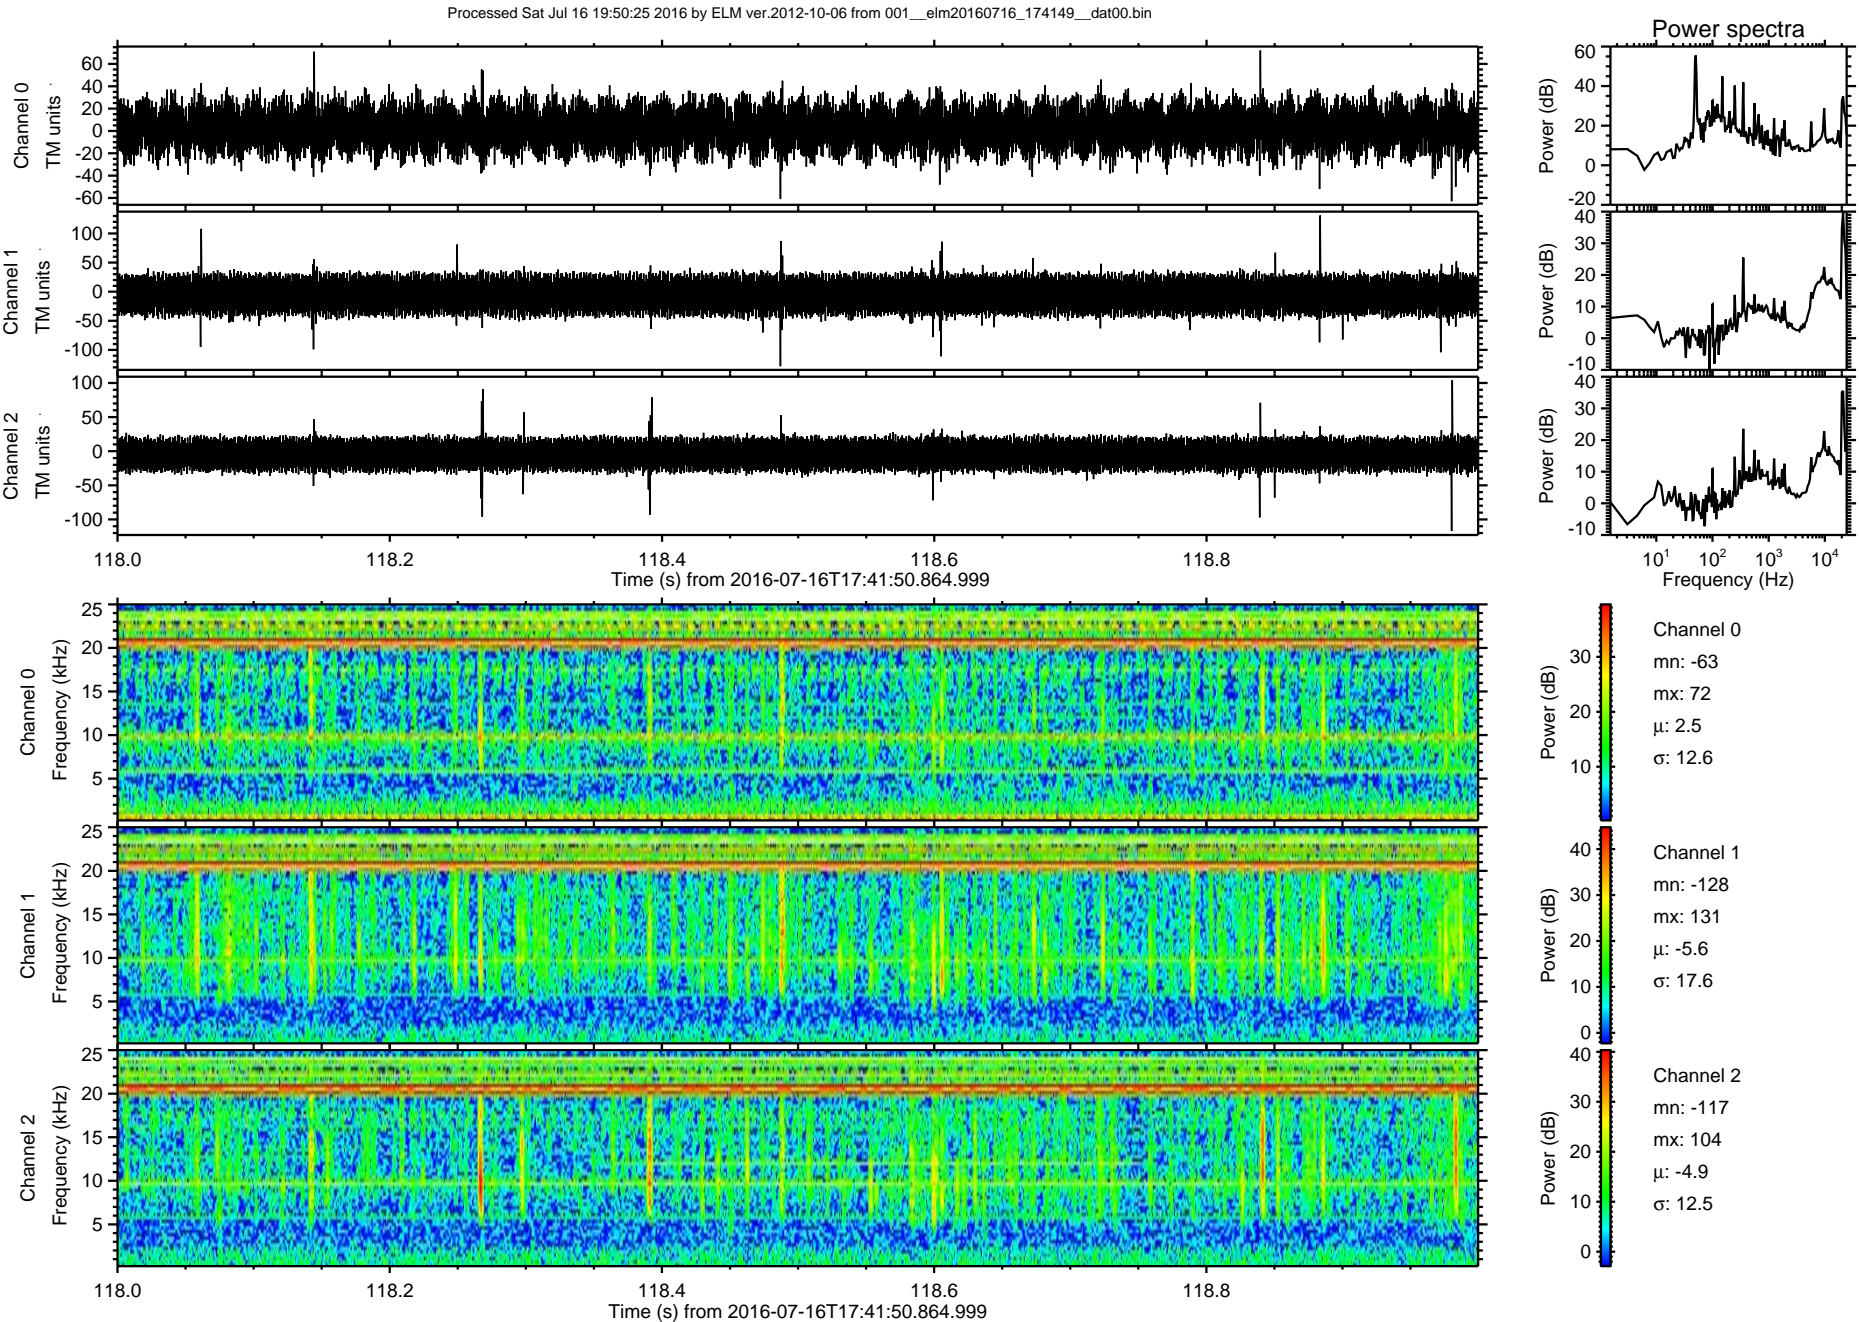 Processed Sat Jul 16 19:50:25 2016 by ELM ver.2012-10-06 from 001__elm20160716_174149__dat00.bin
Power spectra
Channel 0
TM units
60
40
20
0
-20
-40
-60
Power (dB)
60
40
20
0
-20
Channel 1
TM units
100
50
0
-50
-100
Power (dB)
40
30
20
10
0
-10
Channel 2
TM units
100
50
0
-50
-100
Power (dB)
40
30
20
10
0
-10
118.0 118.2 118.4 118.6 118.8
Time (s) from 2016-07-16T17:41:50.864.999
10^1 10^2 10^3 10^4
Frequency (Hz)
Channel 0
Frequency (kHz)
25
20
15
10
5
Power (dB)
30
20
10
Channel 0
mn: -63
mx: 72
µ: 2.5
σ: 12.6
Channel 1
Frequency (kHz)
25
20
15
10
5
Power (dB)
40
30
20
10
0
Channel 1
mn: -128
mx: 131
µ: -5.6
σ: 17.6
Channel 2
Frequency (kHz)
25
20
15
10
5
Power (dB)
40
30
20
10
0
Channel 2
mn: -117
mx: 104
µ: -4.9
σ: 12.5
118.0 118.2 118.4 118.6 118.8
Time (s) from 2016-07-16T17:41:50.864.999